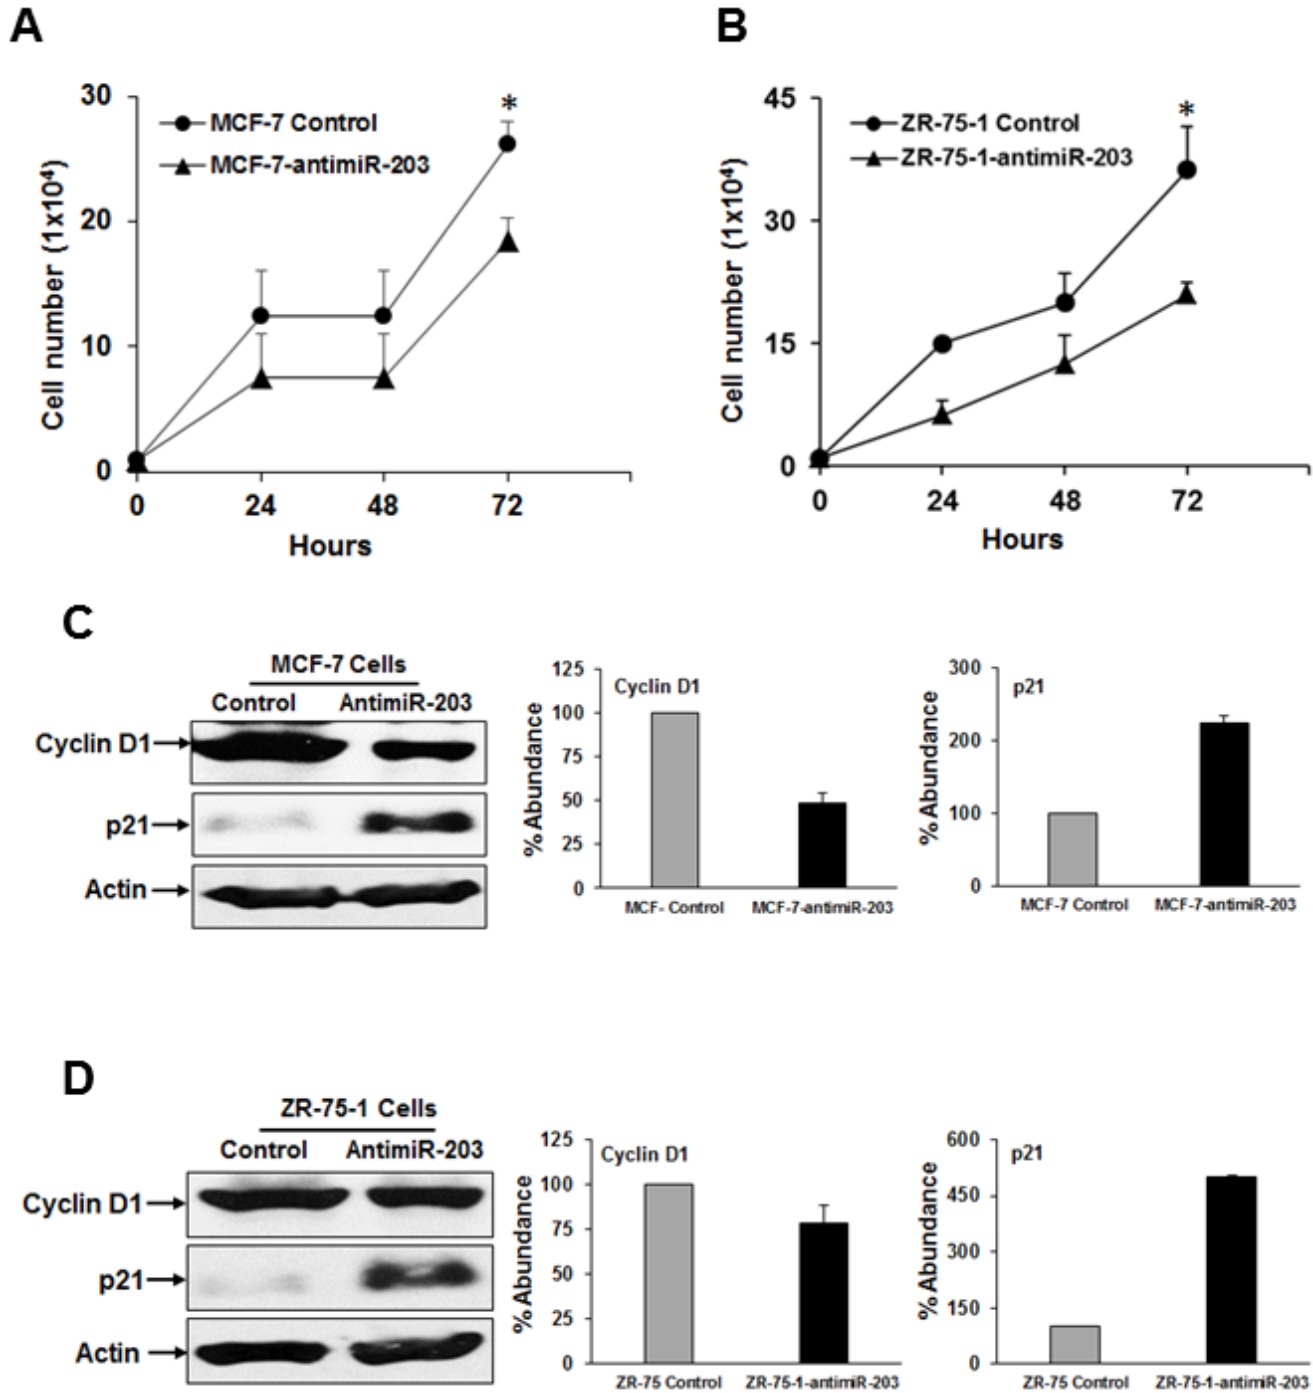 A
B
30
20
10
0
0 24 48 72
Hours
Cell number (1x10⁴)
*
MCF-7 Control
MCF-7-antimiR-203
45
30
15
0
0 24 48 72
Hours
Cell number (1x10⁴)
*
ZR-75-1 Control
ZR-75-1-antimiR-203
C
MCF-7 Cells
Control AntimiR-203
Cyclin D1
p21
Actin
% Abundance
125
100
75
50
25
0
Cyclin D1
MCF- Control MCF-7-antimiR-203
% Abundance
300
200
100
0
p21
MCF-7 Control MCF-7-antimiR-203
D
ZR-75-1 Cells
Control AntimiR-203
Cyclin D1
p21
Actin
% Abundance
125
100
75
50
25
0
Cyclin D1
ZR-75 Control ZR-75-1-antimiR-203
% Abundance
600
450
300
150
0
p21
ZR-75 Control ZR-75-1-antimiR-203